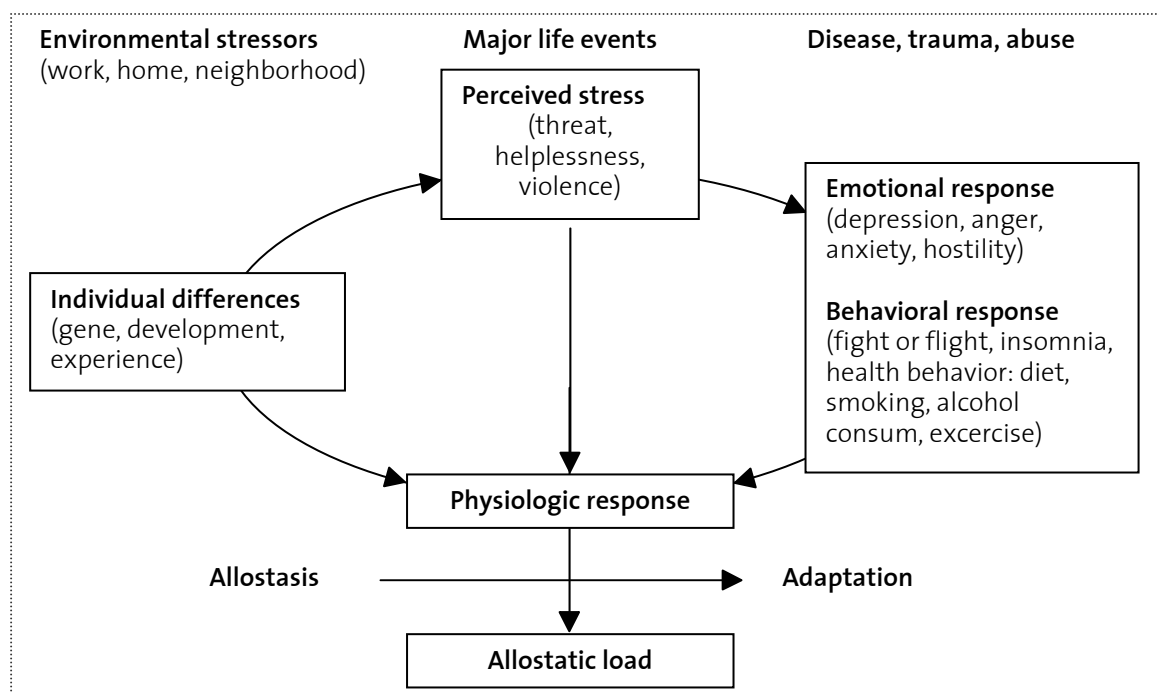 Environmental stressors
(work, home, neighborhood)
Major life events
Disease, trauma, abuse
Perceived stress
(threat,
helplessness,
violence)
Emotional response
(depression, anger,
anxiety, hostility)
Behavioral response
(fight or flight, insomnia,
health behavior: diet,
smoking, alcohol
consum, excercise)
Individual differences
(gene, development,
experience)
Physiologic response
Allostasis
Adaptation
Allostatic load